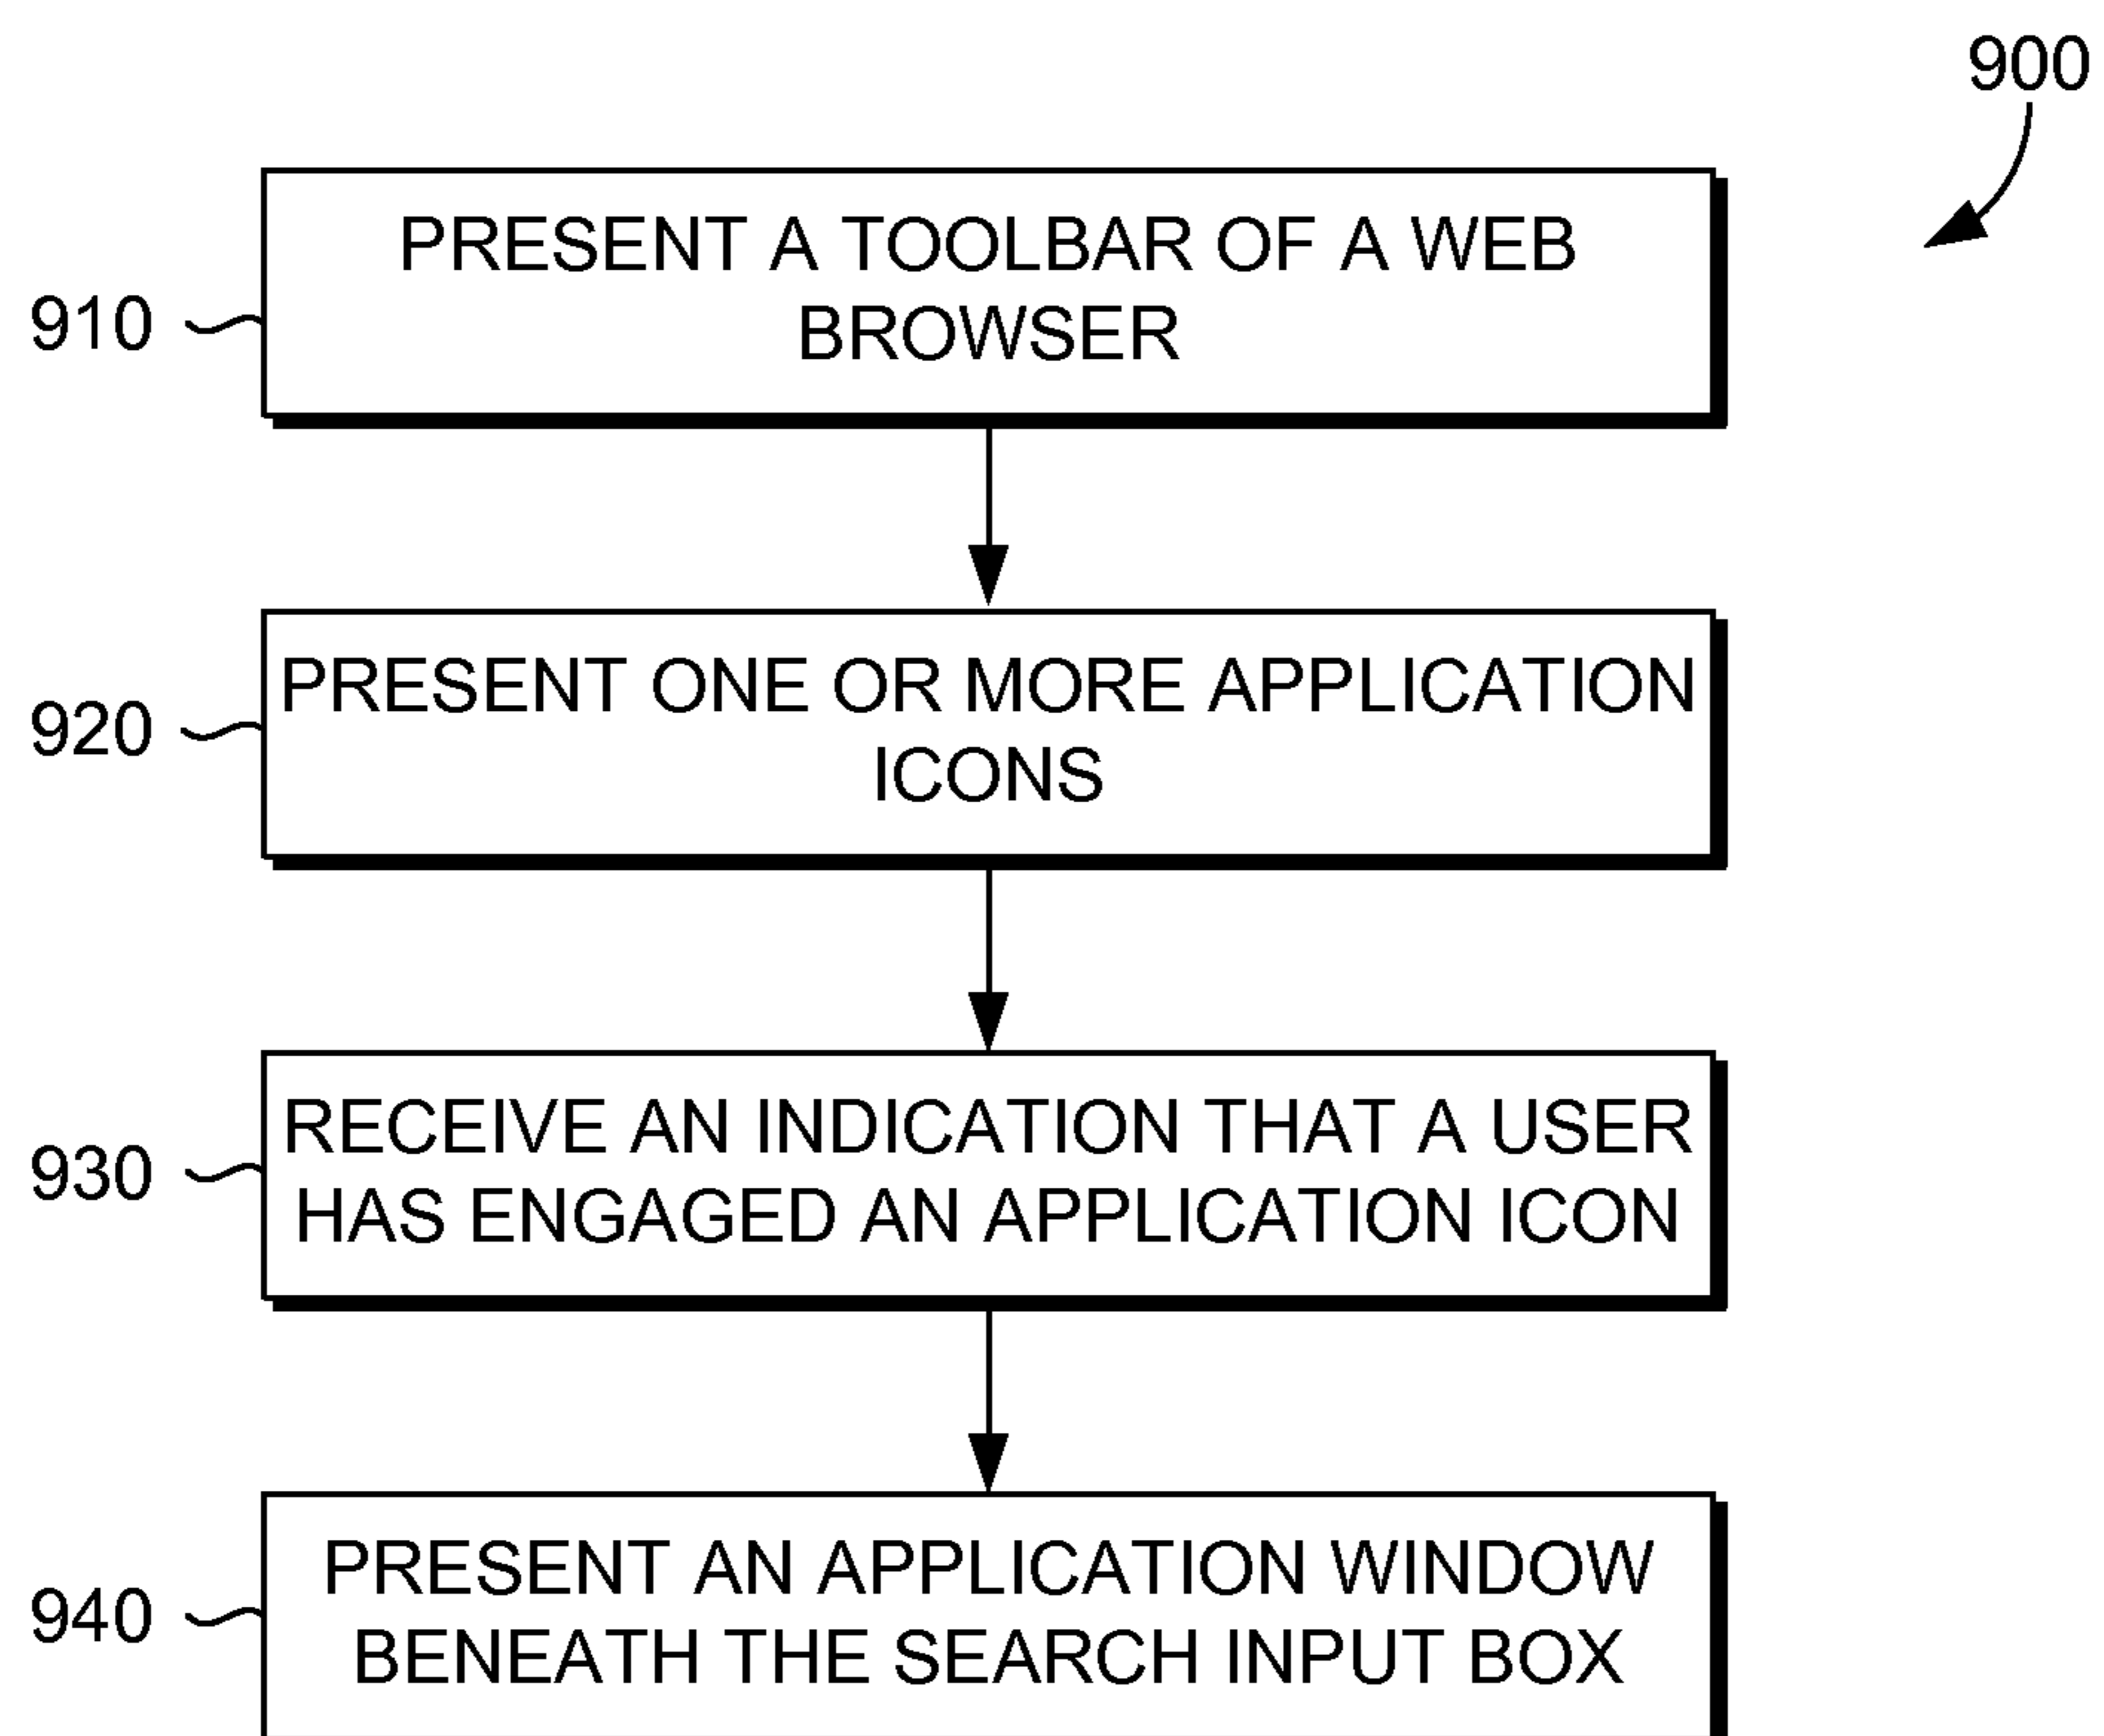 900
PRESENT A TOOLBAR OF A WEB
BROWSER
910
PRESENT ONE OR MORE APPLICATION
ICONS
920
RECEIVE AN INDICATION THAT A USER
HAS ENGAGED AN APPLICATION ICON
930
PRESENT AN APPLICATION WINDOW
BENEATH THE SEARCH INPUT BOX
940